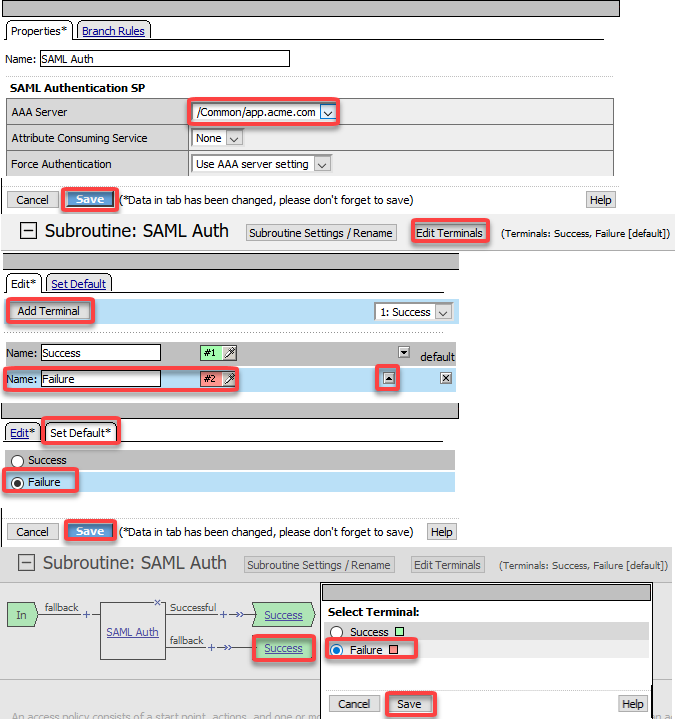 Properties* Branch Rules
Name: SAML Auth
SAML Authentication SP
AAA Server /Common/app.acme.com
Attribute Consuming Service None
Force Authentication Use AAA server setting
Cancel Save (*Data in tab has been changed, please don't forget to save) Help
Subroutine: SAML Auth Subroutine Settings / Rename Edit Terminals (Terminals: Success, Failure [default])
Edit* Set Default
Add Terminal 1: Success
Name: Success #1 default
Name: Failure #2
Edit* Set Default*
Success
Failure
Cancel Save (*Data in tab has been changed, please don't forget to save) Help
Subroutine: SAML Auth Subroutine Settings / Rename Edit Terminals (Terminals: Success, Failure [default])
In fallback + SAML Auth Successful + Success
fallback + Success
Select Terminal:
Success
Failure
Cancel Save Help
An access policy consists of a start point, actions, and one or mo